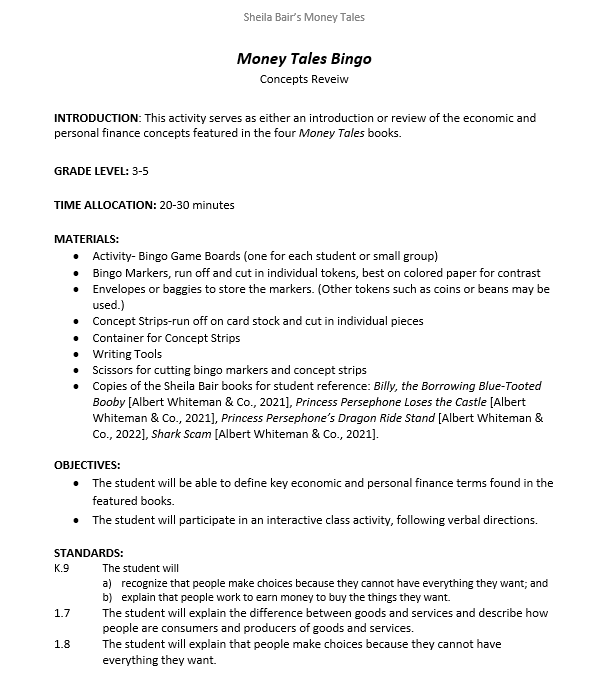 Sheila Bair's Money Tales
Money Tales Bingo
Concepts Reveiw
INTRODUCTION: This activity serves as either an introduction or review of the economic and
personal finance concepts featured in the four Money Tales books.
GRADE LEVEL: 3-5
TIME ALLOCATION: 20-30 minutes
MATERIALS:
• Activity- Bingo Game Boards (one for each student or small group)
• Bingo Markers, run off and cut in individual tokens, best on colored paper for contrast
• Envelopes or baggies to store the markers. (Other tokens such as coins or beans may be
used.)
• Concept Strips-run off on card stock and cut in individual pieces
• Container for Concept Strips
• Writing Tools
• Scissors for cutting bingo markers and concept strips
• Copies of the Sheila Bair books for student reference: Billy, the Borrowing Blue-Tooted
Booby [Albert Whiteman & Co., 2021], Princess Persephone Loses the Castle [Albert
Whiteman & Co., 2021], Princess Persephone's Dragon Ride Stand [Albert Whiteman &
Co., 2022], Shark Scam [Albert Whiteman & Co., 2021].
OBJECTIVES:
• The student will be able to define key economic and personal finance terms found in the
featured books.
• The student will participate in an interactive class activity, following verbal directions.
STANDARDS:
K.9 The student will
a) recognize that people make choices because they cannot have everything they want; and
b) explain that people work to earn money to buy the things they want.
1.7 The student will explain the difference between goods and services and describe how
people are consumers and producers of goods and services.
1.8 The student will explain that people make choices because they cannot have
everything they want.